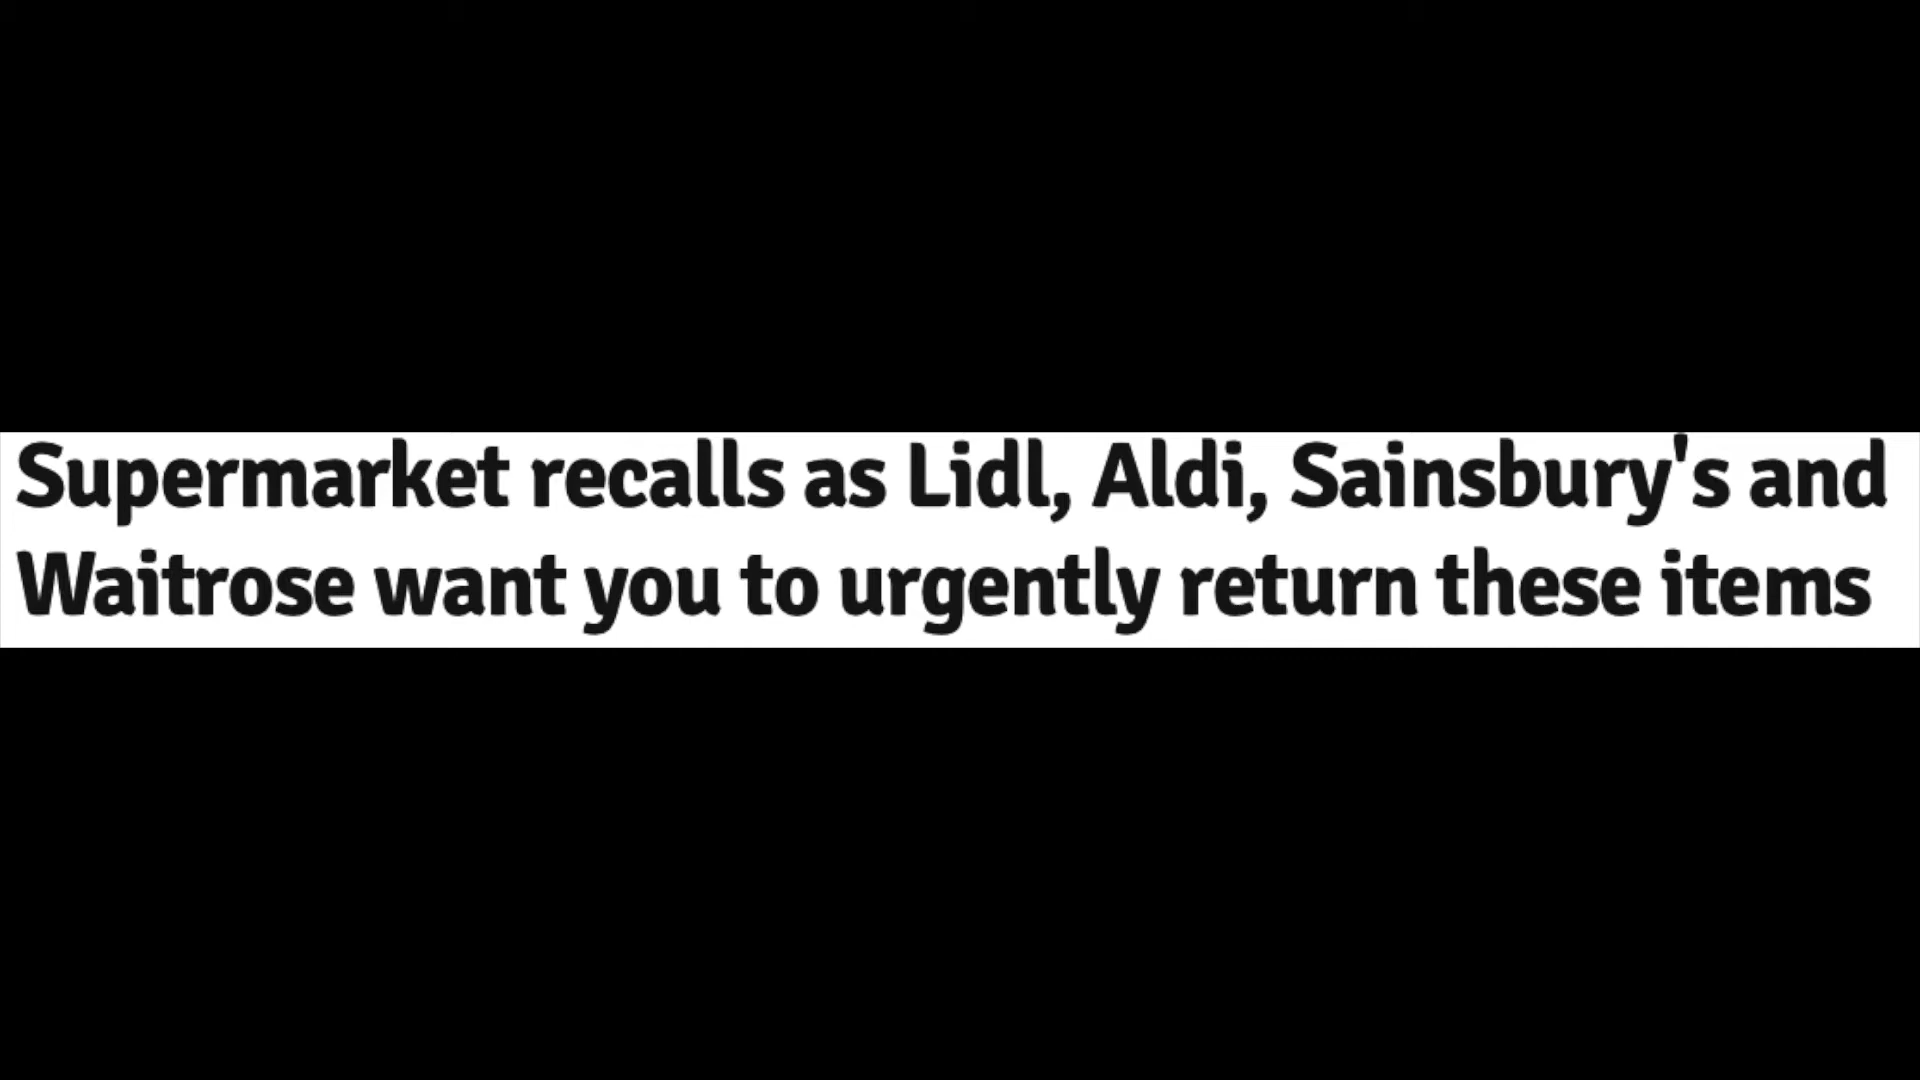 Supermarket recalls as Lidl, Aldi, Sainsbury's and
Waitrose want you to urgently return these items